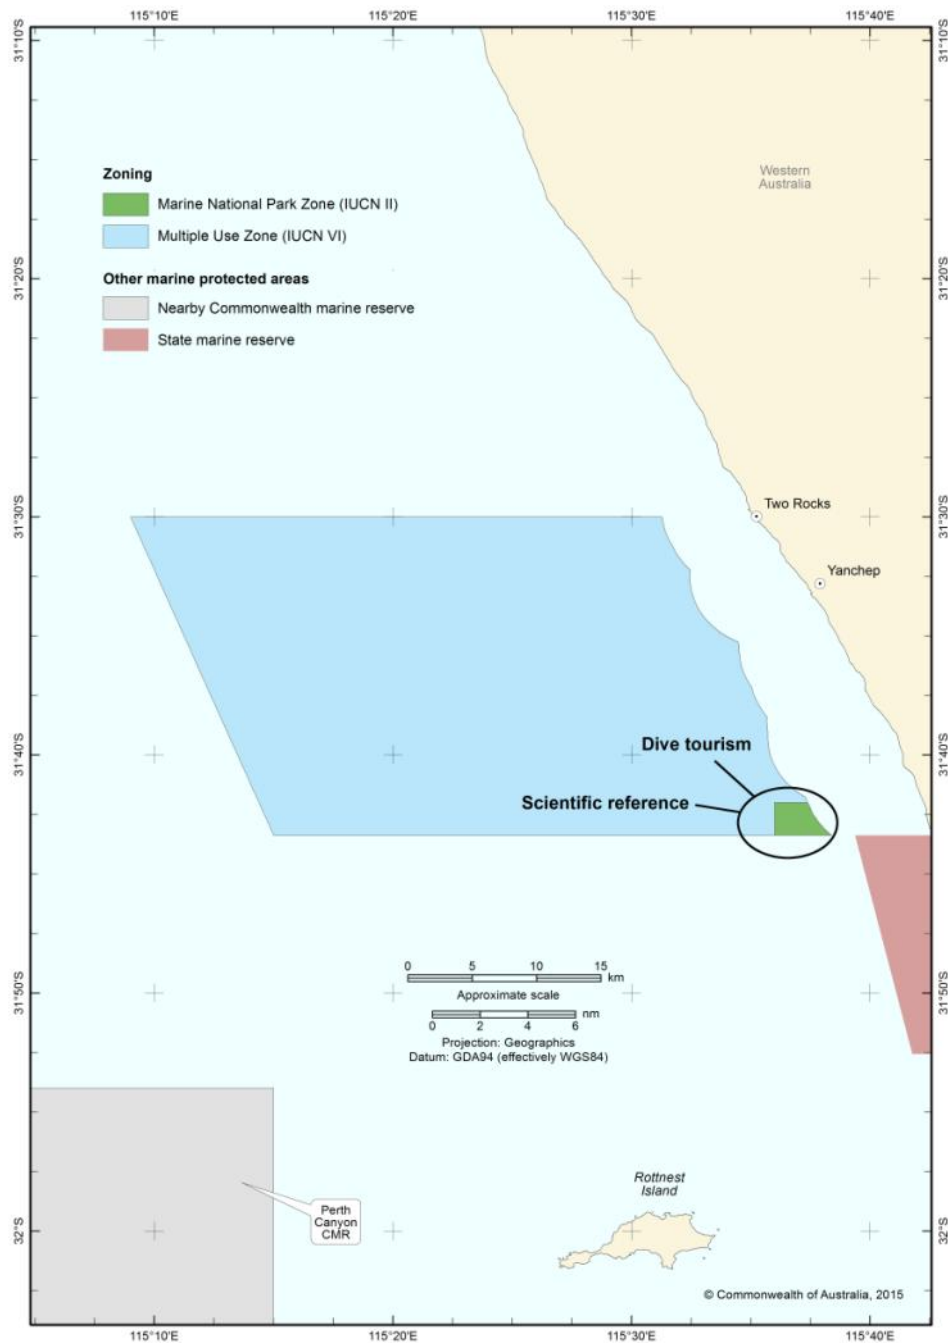 115°10'E
115°20'E
115°30'E
115°40'E
31°10'S
31°10'S
Western
Australia
Zoning
Marine National Park Zone (IUCN II)
Multiple Use Zone (IUCN VI)
Other marine protected areas
Nearby Commonwealth marine reserve
State marine reserve
31°20'S
31°20'S
31°30'S
31°30'S
Two Rocks
Yanchep
31°40'S
31°40'S
Dive tourism
Scientific reference
0 5 10 15
km
Approximate scale
nm
0 2 4 6
Projection: Geographics
Datum: GDA94 (effectively WGS84)
31°50'S
31°50'S
Rottnest
Island
Perth
Canyon
CMR
32°S
32°S
© Commonwealth of Australia, 2015
115°10'E
115°20'E
115°30'E
115°40'E